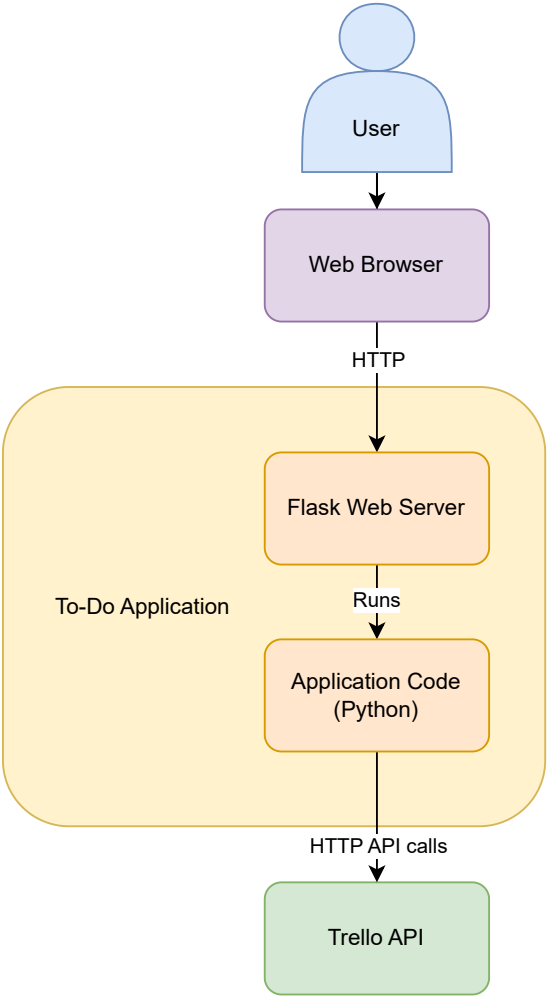 User
Web Browser
HTTP
Flask Web Server
Runs
To-Do Application
Application Code
(Python)
HTTP API calls
Trello API